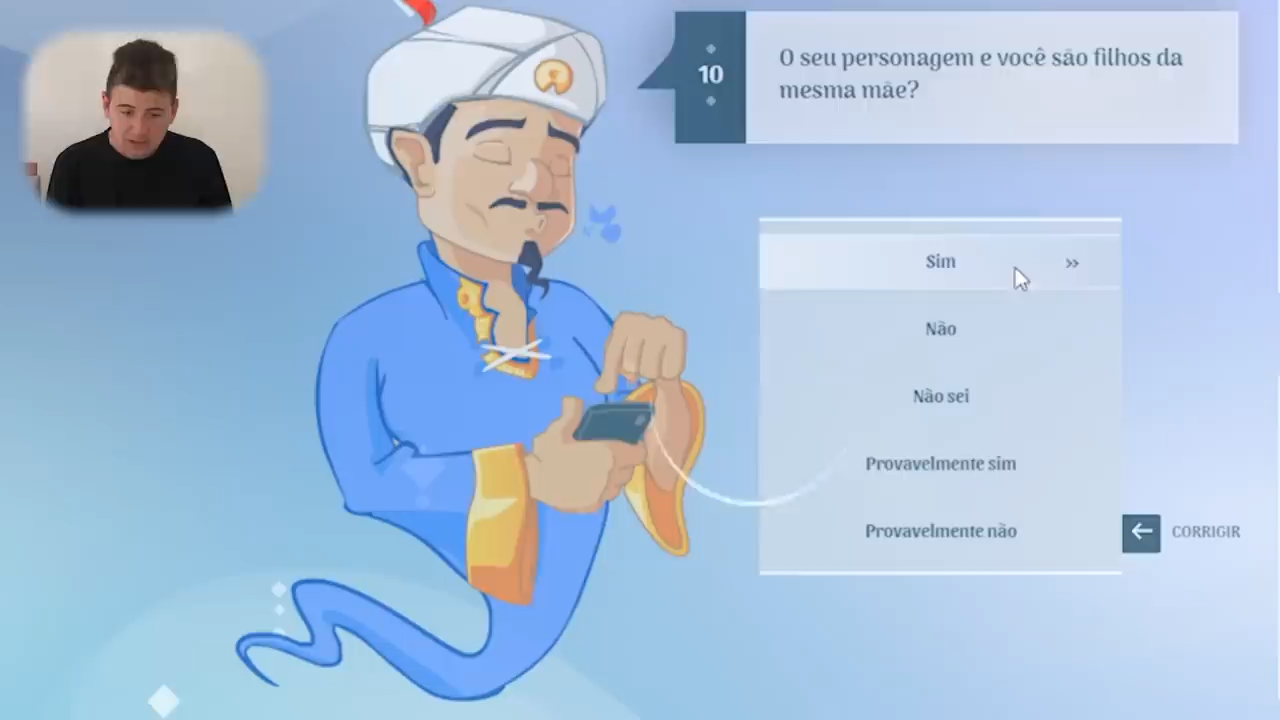 10
O seu personagem e você são filhos da
mesma mãe?
Sim
Não
Não sei
Provavelmente sim
Provavelmente não
CORRIGIR